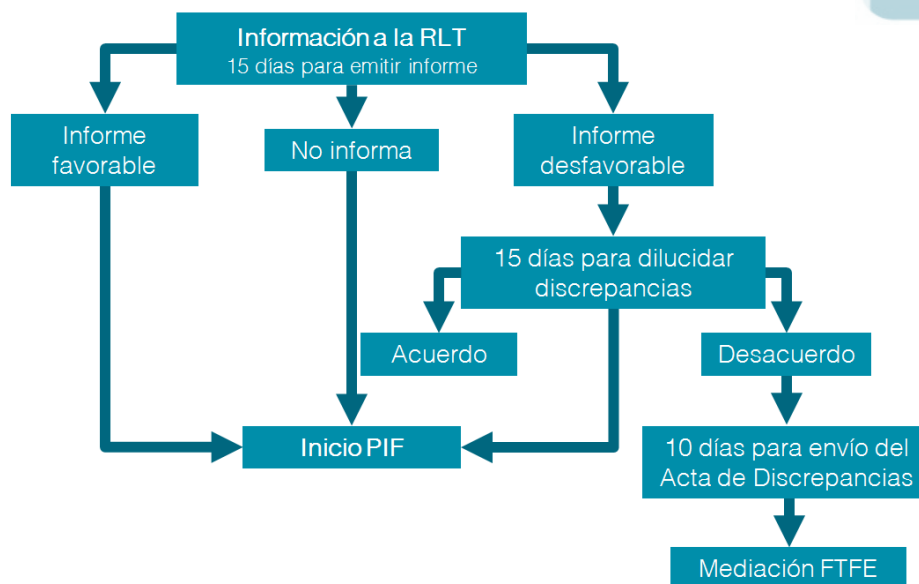 Información a la RLT
15 días para emitir informe
Informe
favorable
No informa
Informe
desfavorable
15 días para dilucidar
discrepancias
Acuerdo
Desacuerdo
Inicio PIF
10 días para envío del
Acta de Discrepancias
Mediación FTFE